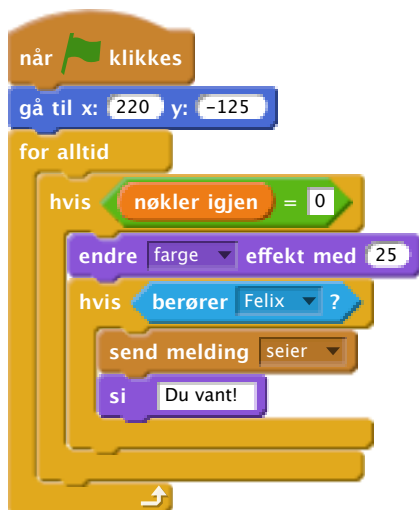 når klikkes
gå til x: 220 y: -125
for alltid
hvis nøkler igjen = 0
endre farge effekt med 25
hvis berører Felix ?
send melding seier
si Du vant!